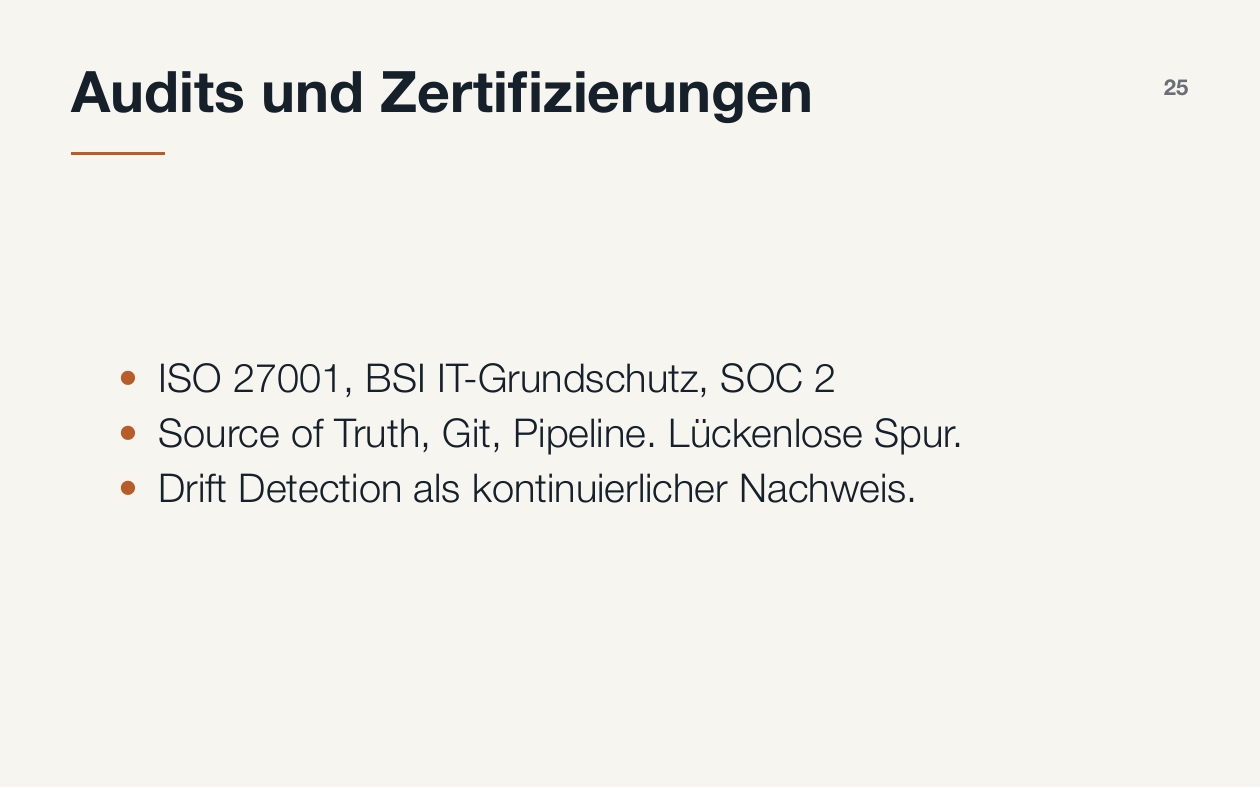 Audits und Zertifizierungen
25
ISO 27001, BSI IT-Grundschutz, SOC 2
Source of Truth, Git, Pipeline. Lückenlose Spur.
Drift Detection als kontinuierlicher Nachweis.